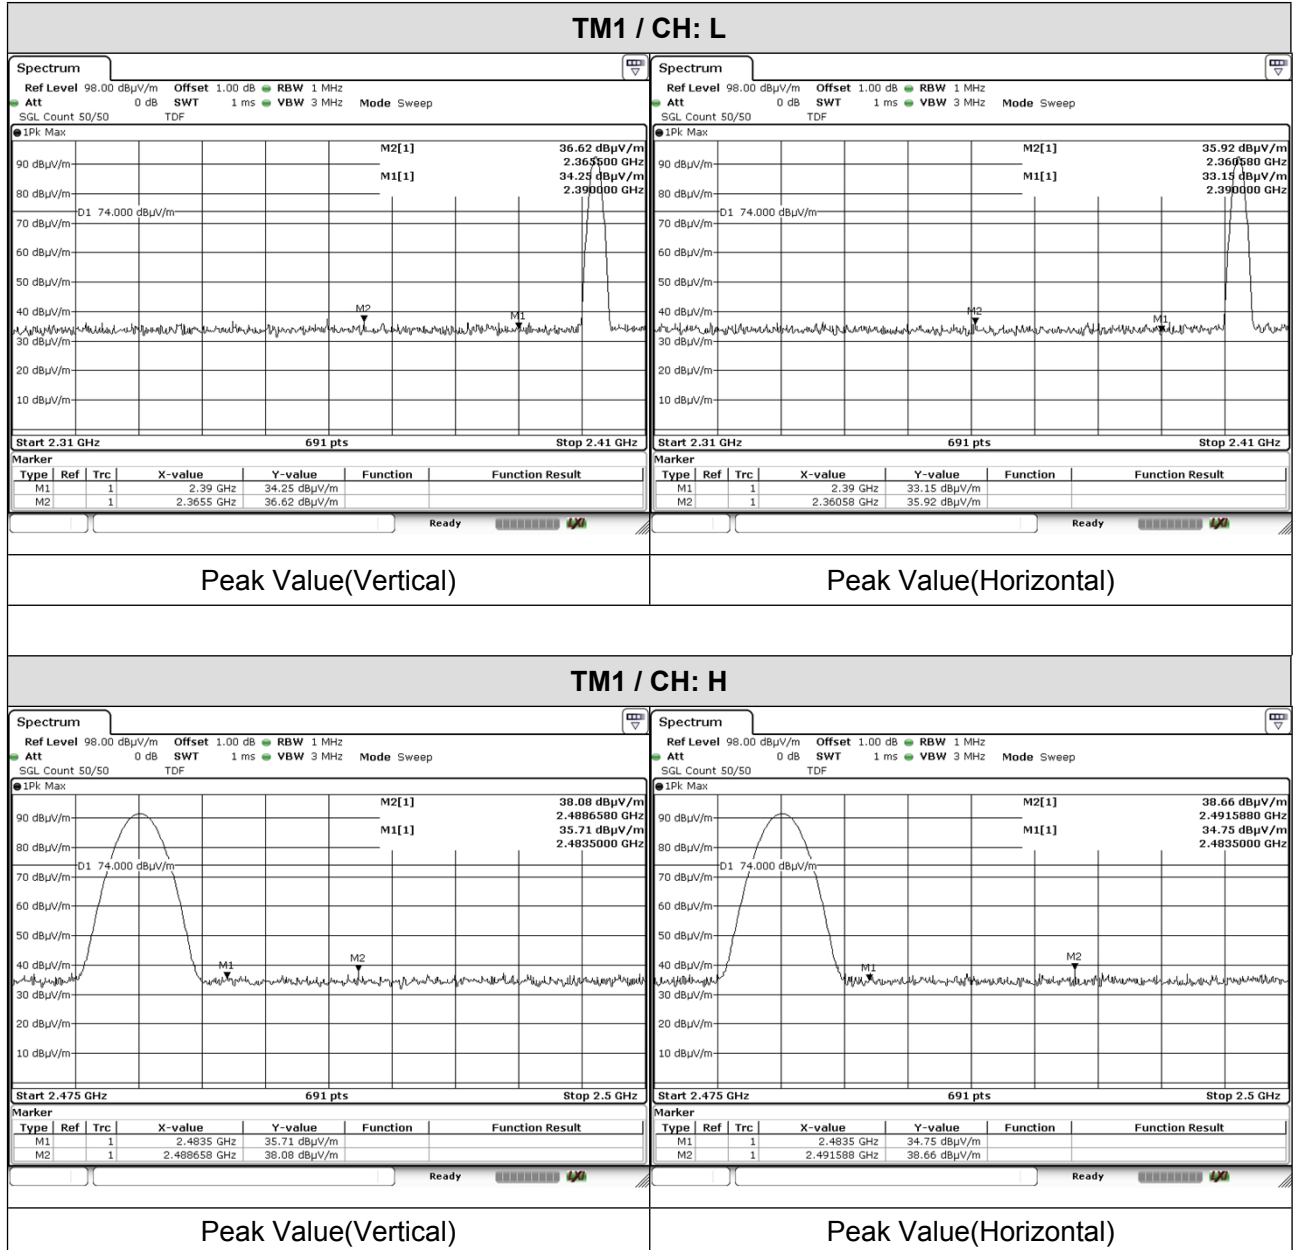 TM1 / CH: L
Spectrum
Ref Level 98.00 dBµV/m Offset 1.00 dB RBW 1 MHz
Att 0 dB SWT 1 ms VBW 3 MHz Mode Sweep
SGL Count 50/50 TDF
1Pk Max
M2[1] 36.62 dBµV/m
2.365500 GHz
M1[1] 34.25 dBµV/m
2.390000 GHz
90 dBµV/m
80 dBµV/m
D1 74.000 dBµV/m
70 dBµV/m
60 dBµV/m
50 dBµV/m
40 dBµV/m
M2
M1
30 dBµV/m
20 dBµV/m
10 dBµV/m
Start 2.31 GHz 691 pts Stop 2.41 GHz
Marker
Type Ref Trc X-value Y-value Function Function Result
M1 1 2.39 GHz 34.25 dBµV/m
M2 1 2.3655 GHz 36.62 dBµV/m
Ready LXI
Peak Value(Vertical)
Spectrum
Ref Level 98.00 dBµV/m Offset 1.00 dB RBW 1 MHz
Att 0 dB SWT 1 ms VBW 3 MHz Mode Sweep
SGL Count 50/50 TDF
1Pk Max
M2[1] 35.92 dBµV/m
2.360580 GHz
M1[1] 33.15 dBµV/m
2.390000 GHz
90 dBµV/m
80 dBµV/m
D1 74.000 dBµV/m
70 dBµV/m
60 dBµV/m
50 dBµV/m
40 dBµV/m
M2
M1
30 dBµV/m
20 dBµV/m
10 dBµV/m
Start 2.31 GHz 691 pts Stop 2.41 GHz
Marker
Type Ref Trc X-value Y-value Function Function Result
M1 1 2.39 GHz 33.15 dBµV/m
M2 1 2.36058 GHz 35.92 dBµV/m
Ready LXI
Peak Value(Horizontal)
TM1 / CH: H
Spectrum
Ref Level 98.00 dBµV/m Offset 1.00 dB RBW 1 MHz
Att 0 dB SWT 1 ms VBW 3 MHz Mode Sweep
SGL Count 50/50 TDF
1Pk Max
M2[1] 38.08 dBµV/m
2.4886580 GHz
M1[1] 35.71 dBµV/m
2.4835000 GHz
90 dBµV/m
80 dBµV/m
D1 74.000 dBµV/m
70 dBµV/m
60 dBµV/m
50 dBµV/m
40 dBµV/m
M1
M2
30 dBµV/m
20 dBµV/m
10 dBµV/m
Start 2.475 GHz 691 pts Stop 2.5 GHz
Marker
Type Ref Trc X-value Y-value Function Function Result
M1 1 2.4835 GHz 35.71 dBµV/m
M2 1 2.488658 GHz 38.08 dBµV/m
Ready LXI
Peak Value(Vertical)
Spectrum
Ref Level 98.00 dBµV/m Offset 1.00 dB RBW 1 MHz
Att 0 dB SWT 1 ms VBW 3 MHz Mode Sweep
SGL Count 50/50 TDF
1Pk Max
M2[1] 38.66 dBµV/m
2.4915880 GHz
M1[1] 34.75 dBµV/m
2.4835000 GHz
90 dBµV/m
80 dBµV/m
D1 74.000 dBµV/m
70 dBµV/m
60 dBµV/m
50 dBµV/m
40 dBµV/m
M1
M2
30 dBµV/m
20 dBµV/m
10 dBµV/m
Start 2.475 GHz 691 pts Stop 2.5 GHz
Marker
Type Ref Trc X-value Y-value Function Function Result
M1 1 2.4835 GHz 34.75 dBµV/m
M2 1 2.491588 GHz 38.66 dBµV/m
Ready LXI
Peak Value(Horizontal)